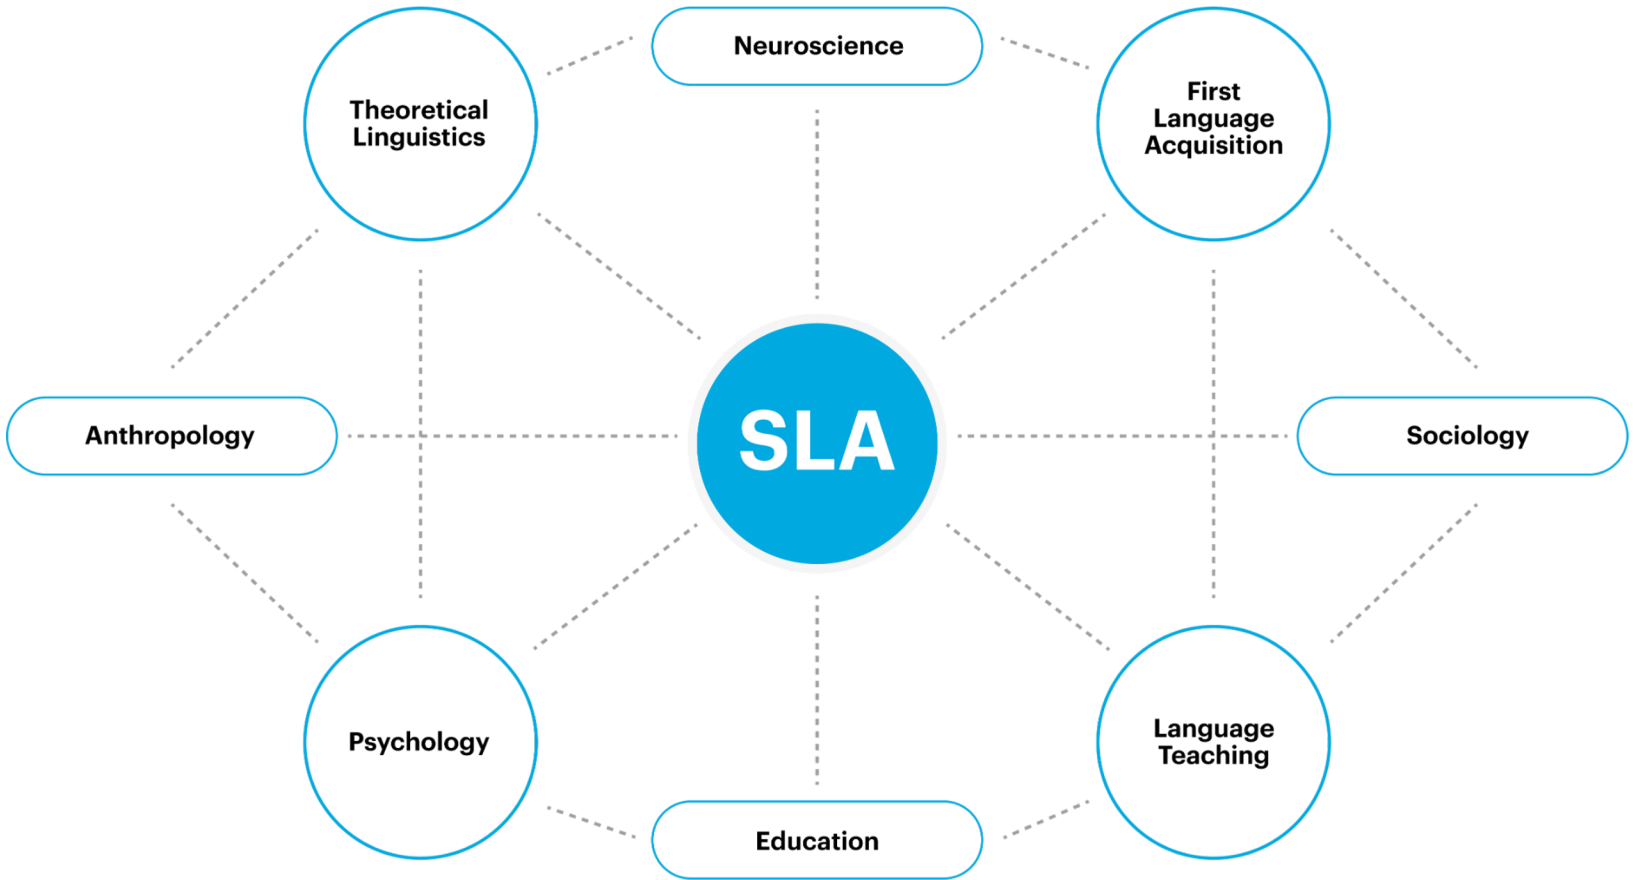 Neuroscience
Theoretical
Linguistics
First
Language
Acquisition
Anthropology
SLA
Sociology
Psychology
Language
Teaching
Education